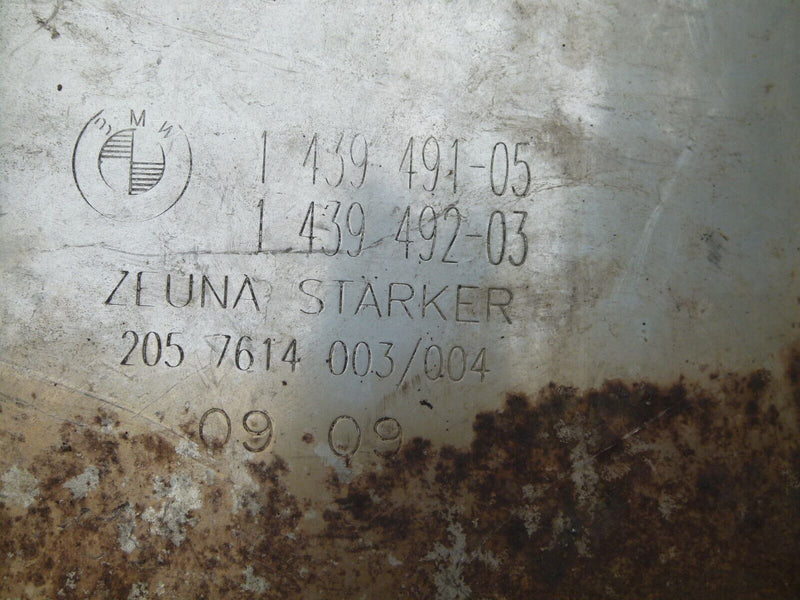 BMW
1 439 491-05
1 439 492-03
ZEUNA STÄRKER
205 7614 003/004
09 09